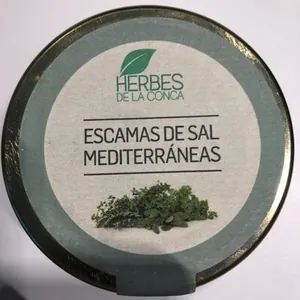 HERBES
DE LA CONCA
ESCAMAS DE SAL
MEDITERRÁNEAS